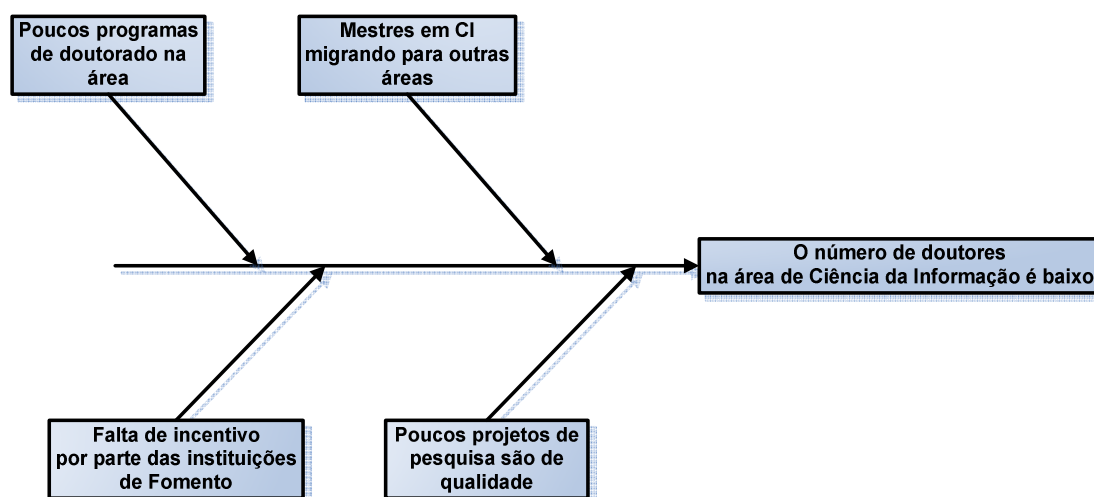 Poucos programas
de doutorado na
área
Mestres em CI
migrando para outras
áreas
O número de doutores
na área de Ciência da Informação é baixo
Falta de incentivo
por parte das instituições
de Fomento
Poucos projetos de
pesquisa são de
qualidade